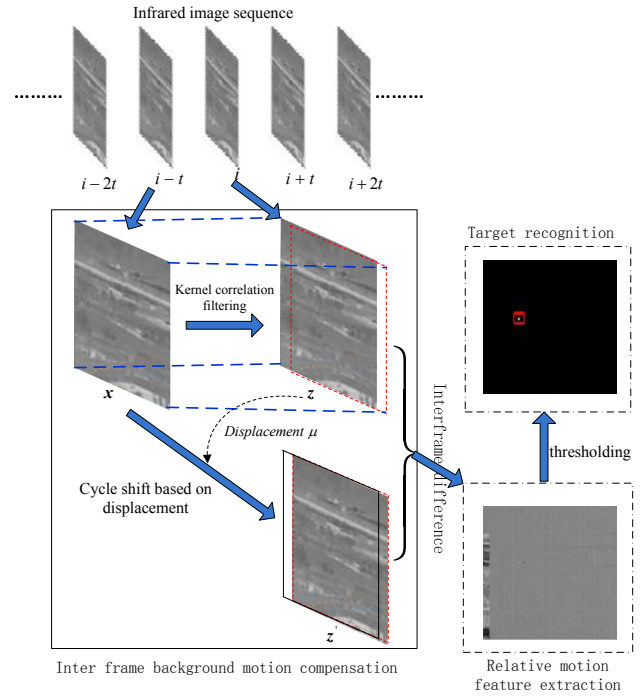 Infrared image sequence
………
………
i−2t
i−t
i
i+t
i+2t
Kernel correlation
filtering
x
z
Displacement μ
Cycle shift based on
displacement
z'
Inter frame background motion compensation
Interframe difference
Target recognition
thresholding
Relative motion
feature extraction